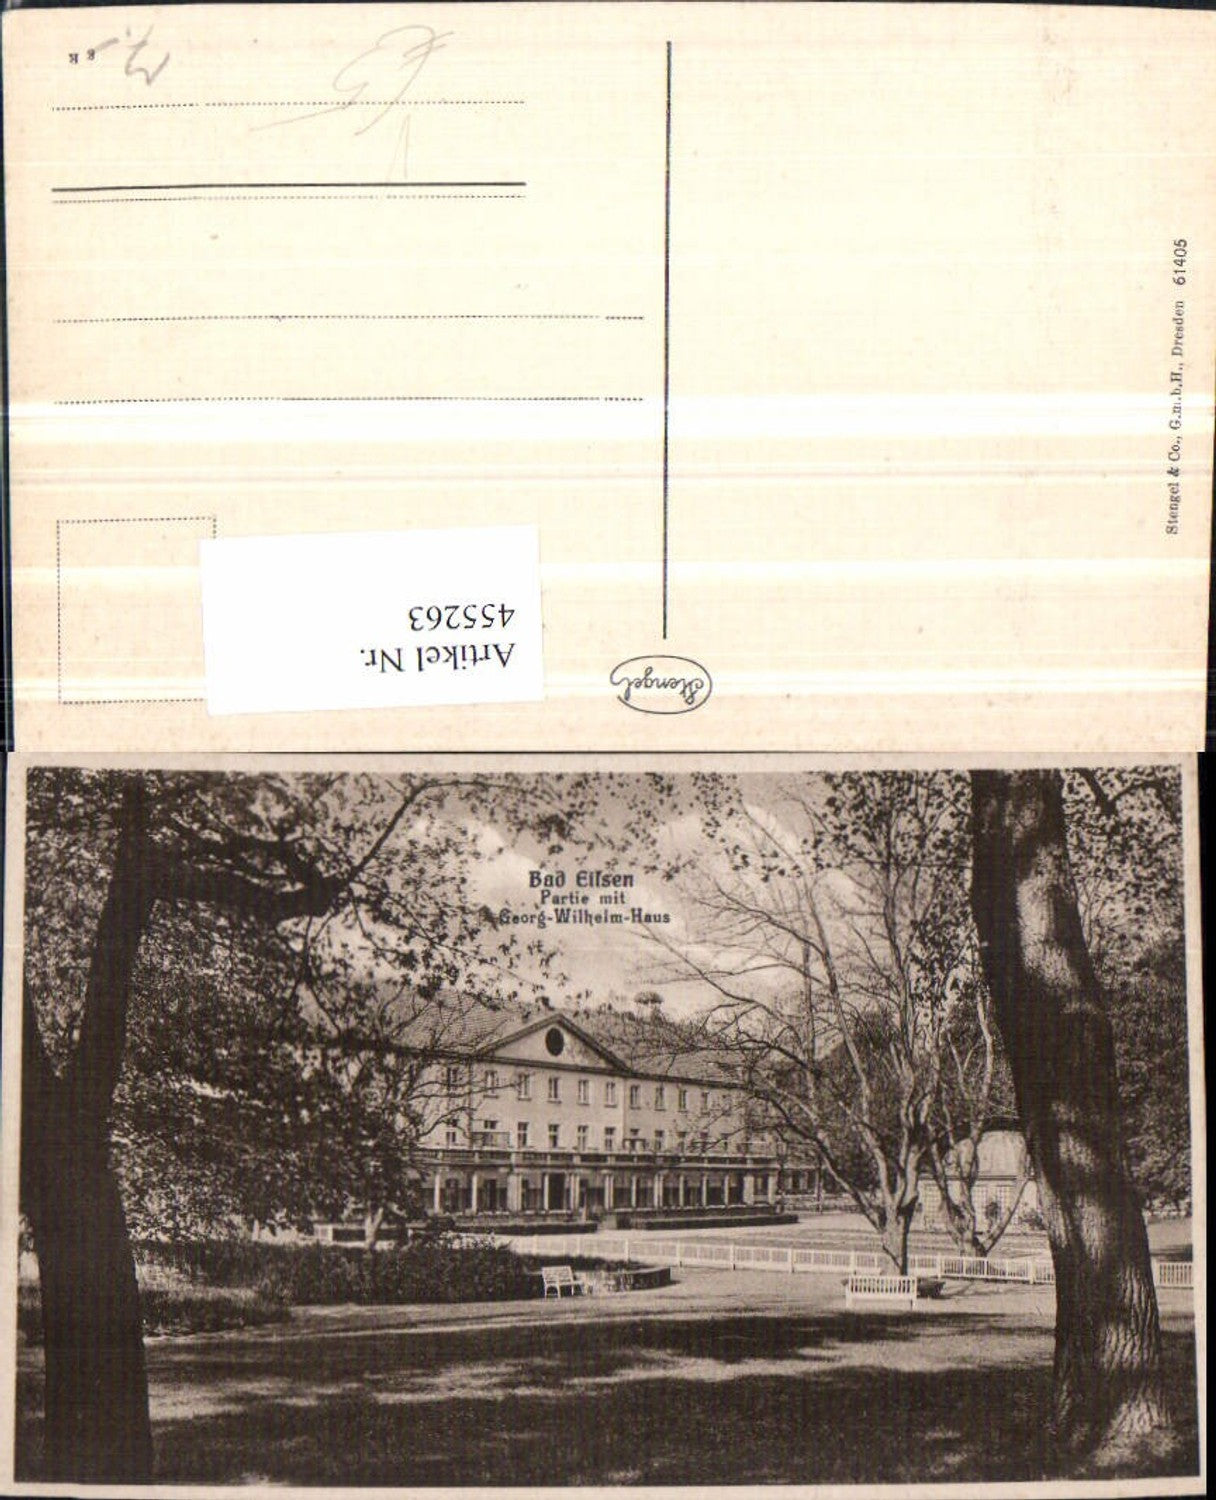 Stengel & Co., G.m.b.H., Dresden 61405
Artikel Nr.
455263
Stengel
Bad Eilsen
Partie mit
Georg-Wilhelm-Haus